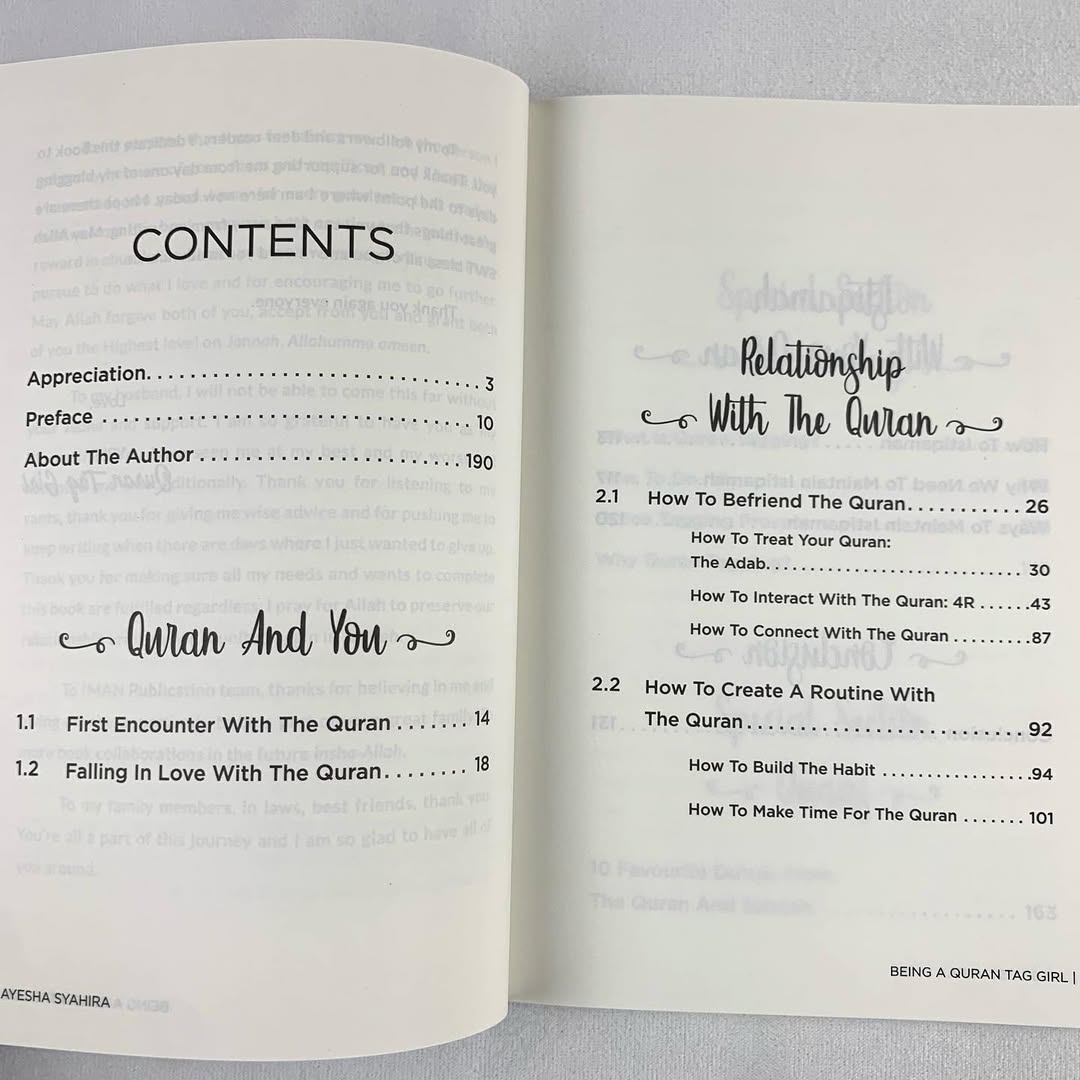 CONTENTS
Appreciation. . . . . . . . . . . . . . . . . . . . . . . . . . . . . . 3
Preface . . . . . . . . . . . . . . . . . . . . . . . . . . . . . . . . . . 10
About The Author . . . . . . . . . . . . . . . . . . . . . . . . 190
Quran And You
1.1 First Encounter With The Quran . . . . . . . 14
1.2 Falling In Love With The Quran. . . . . . . . 18
AYESHA SYAHIRA
Relationship
With The Quran
2.1 How To Befriend The Quran. . . . . . . . . . . 26
How To Treat Your Quran:
The Adab. . . . . . . . . . . . . . . . . . . . . . . . . . . . 30
How To Interact With The Quran: 4R . . . . . .43
How To Connect With The Quran . . . . . . . . .87
2.2 How To Create A Routine With
The Quran. . . . . . . . . . . . . . . . . . . . . . . . . 92
How To Build The Habit . . . . . . . . . . . . . . . . .94
How To Make Time For The Quran . . . . . . . 101
BEING A QURAN TAG GIRL |